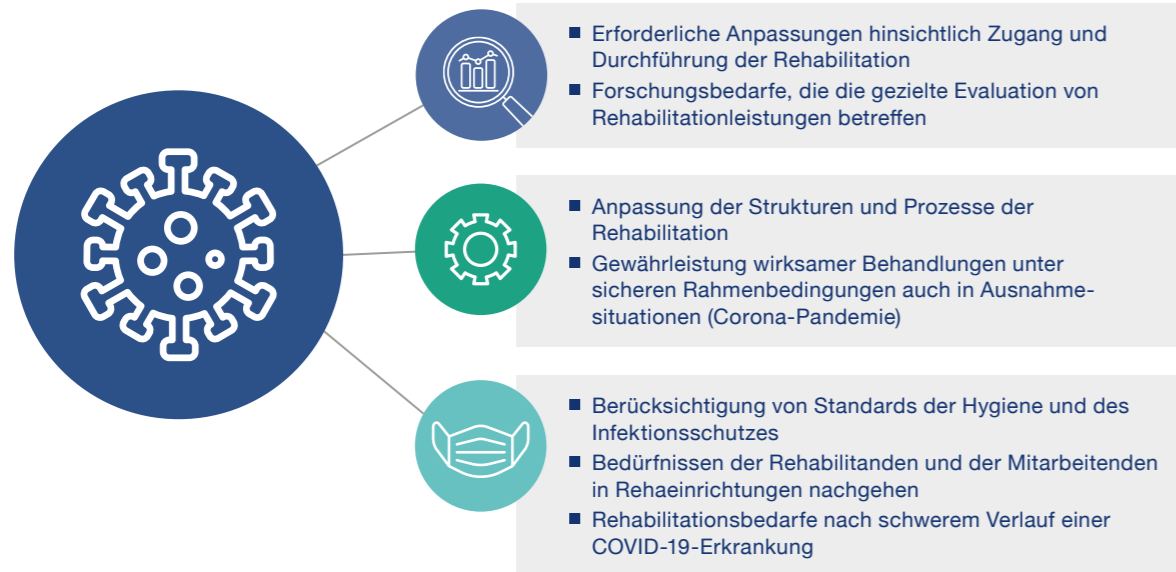 ■ Erforderliche Anpassungen hinsichtlich Zugang und
Durchführung der Rehabilitation
■ Forschungsbedarfe, die die gezielte Evaluation von
Rehabilitationleistungen betreffen
■ Anpassung der Strukturen und Prozesse der
Rehabilitation
■ Gewährleistung wirksamer Behandlungen unter
sicheren Rahmenbedingungen auch in Ausnahme-
situationen (Corona-Pandemie)
■ Berücksichtigung von Standards der Hygiene und des
Infektionsschutzes
■ Bedürfnissen der Rehabilitanden und der Mitarbeitenden
in Rehaeinrichtungen nachgehen
■ Rehabilitationsbedarfe nach schwerem Verlauf einer
COVID-19-Erkrankung